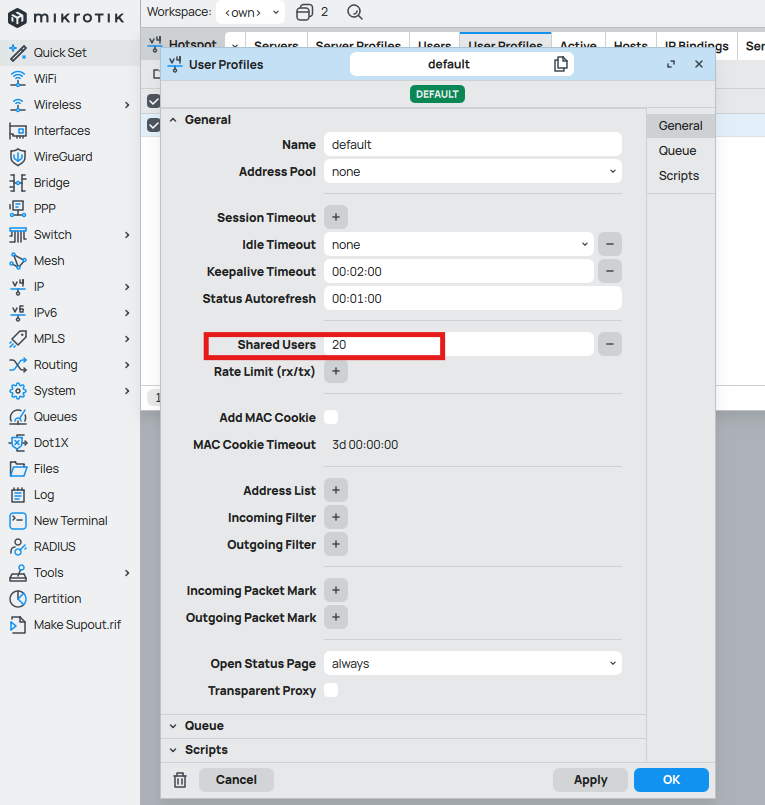 mikrotik
Workspace: <own> 2
Quick Set
WiFi
Wireless
Interfaces
WireGuard
Bridge
PPP
Switch
Mesh
IP
IPv6
MPLS
Routing
System
Queues
Dot1X
Files
Log
New Terminal
RADIUS
Tools
Partition
Make Supout.rif
v4 Hotspot Servers Server Profiles Users User Profiles Active Hosts IP Bindings Ser
v4 User Profiles default
DEFAULT
General
Name default
Address Pool none
Session Timeout +
Idle Timeout none −
Keepalive Timeout 00:02:00 −
Status Autorefresh 00:01:00
Shared Users 20 −
Rate Limit (rx/tx) +
Add MAC Cookie
MAC Cookie Timeout 3d 00:00:00
Address List +
Incoming Filter +
Outgoing Filter +
Incoming Packet Mark +
Outgoing Packet Mark +
Open Status Page always
Transparent Proxy
Queue
Scripts
General
Queue
Scripts
Cancel Apply OK